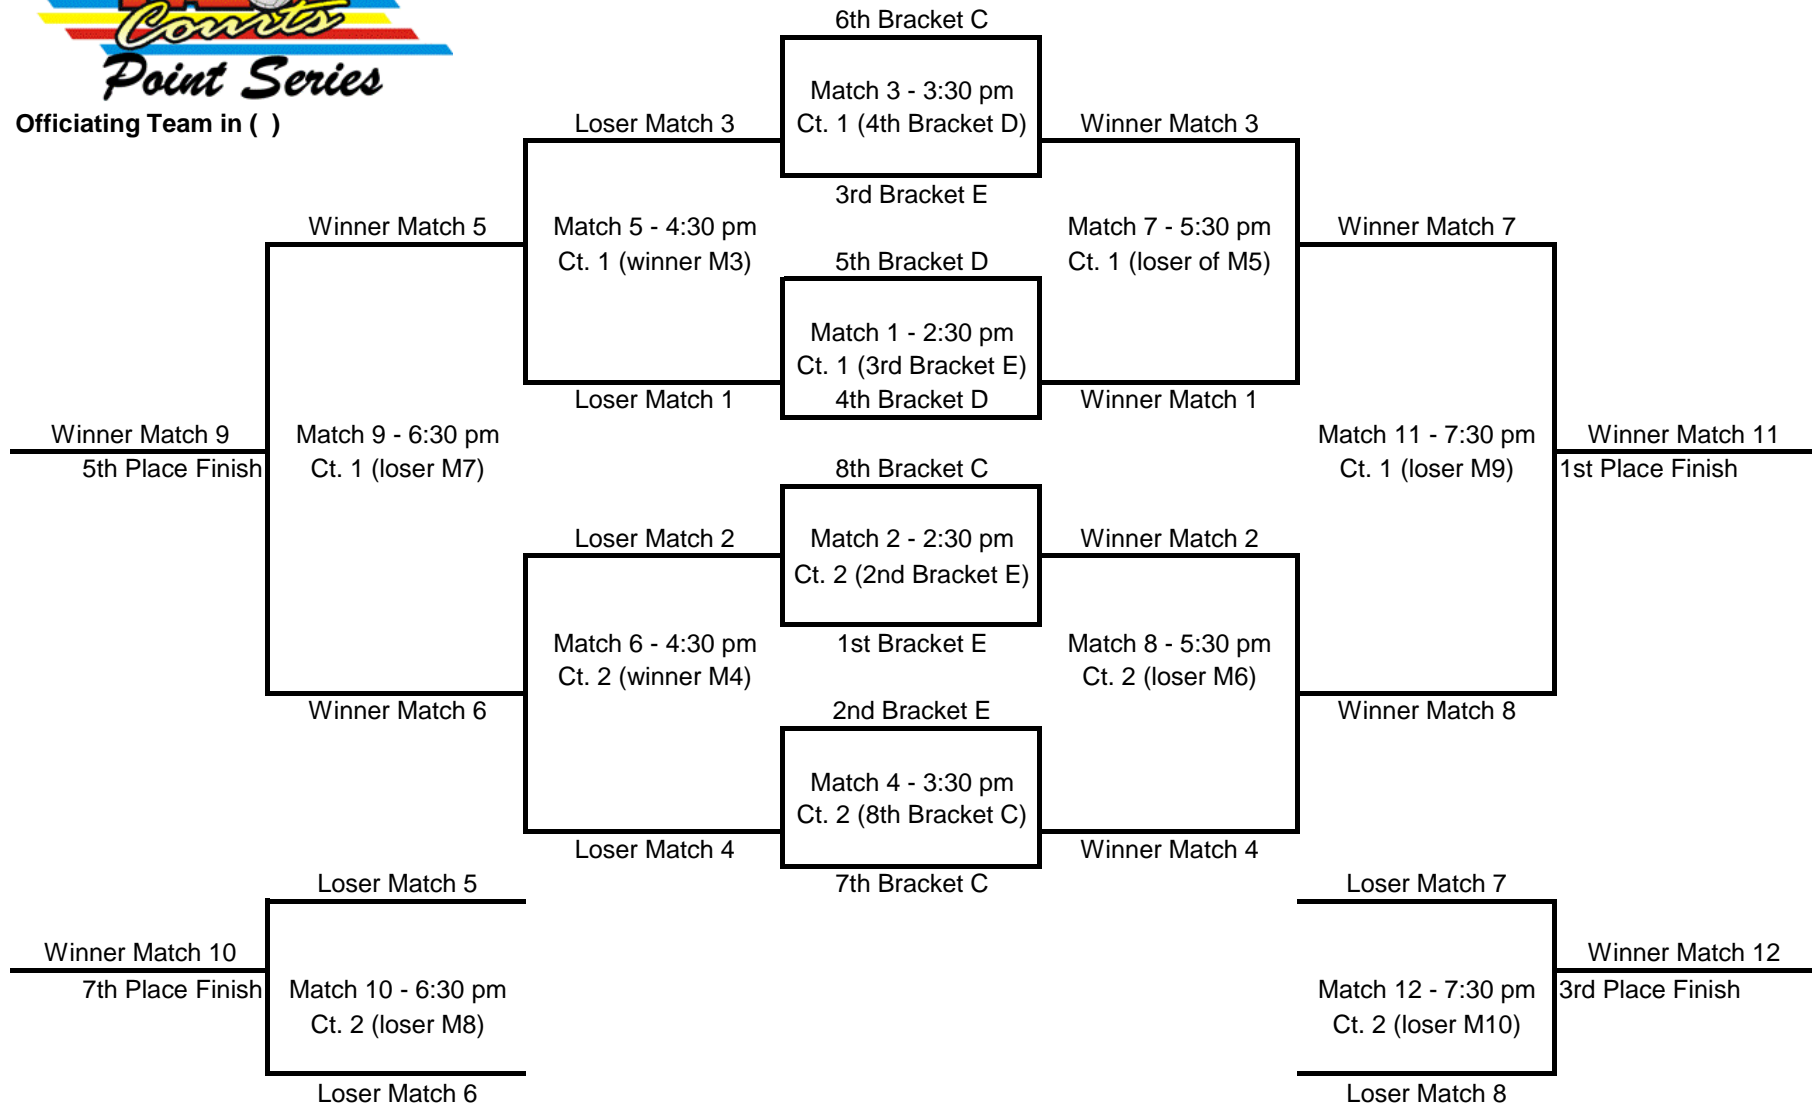 Courts
Point Series
Officiating Team in ( )
6th Bracket C
Match 3 - 3:30 pm
Ct. 1 (4th Bracket D)
Loser Match 3
Winner Match 3
3rd Bracket E
Winner Match 5
Match 5 - 4:30 pm
Ct. 1 (winner M3)
Match 7 - 5:30 pm
Ct. 1 (loser of M5)
Winner Match 7
5th Bracket D
Match 1 - 2:30 pm
Ct. 1 (3rd Bracket E)
4th Bracket D
Loser Match 1
Winner Match 1
Winner Match 9
5th Place Finish
Match 9 - 6:30 pm
Ct. 1 (loser M7)
Match 11 - 7:30 pm
Ct. 1 (loser M9)
Winner Match 11
1st Place Finish
8th Bracket C
Loser Match 2
Match 2 - 2:30 pm
Ct. 2 (2nd Bracket E)
Winner Match 2
1st Bracket E
Match 6 - 4:30 pm
Ct. 2 (winner M4)
Match 8 - 5:30 pm
Ct. 2 (loser M6)
Winner Match 6
2nd Bracket E
Winner Match 8
Match 4 - 3:30 pm
Ct. 2 (8th Bracket C)
Loser Match 4
Winner Match 4
7th Bracket C
Loser Match 5
Loser Match 7
Winner Match 10
7th Place Finish
Match 10 - 6:30 pm
Ct. 2 (loser M8)
Match 12 - 7:30 pm
Ct. 2 (loser M10)
Winner Match 12
3rd Place Finish
Loser Match 6
Loser Match 8